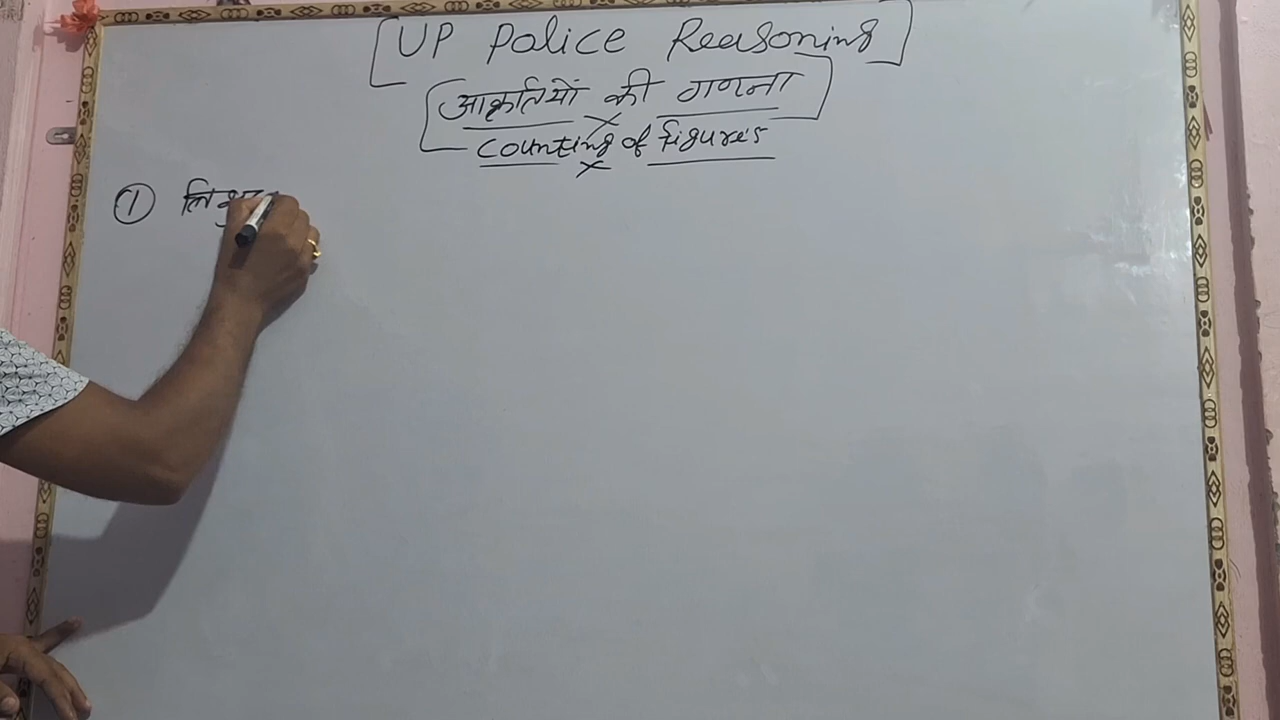 UP Police Reasoning
आकृतियों की गणना
Counting of figures
①